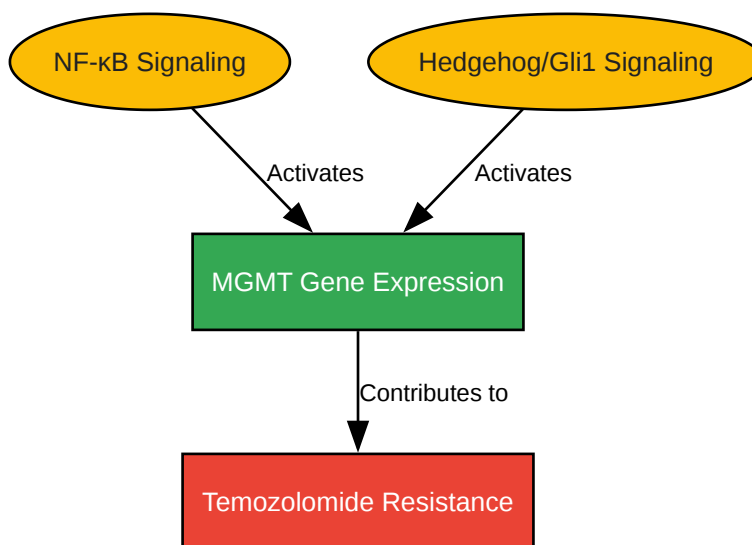 NF-κB Signaling
Hedgehog/Gli1 Signaling
Activates
Activates
MGMT Gene Expression
Contributes to
Temozolomide Resistance